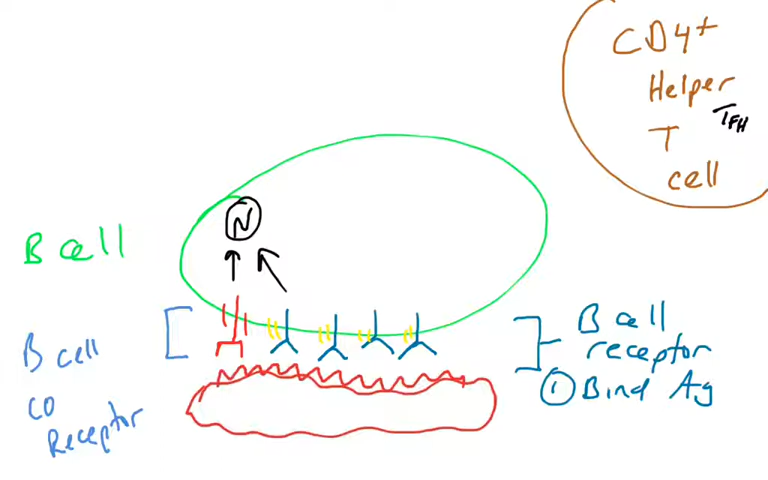 CD4+
Helper
TFH
T
cell
N
B cell
B cell
CO
Receptor
B cell
receptor
① Bind Ag